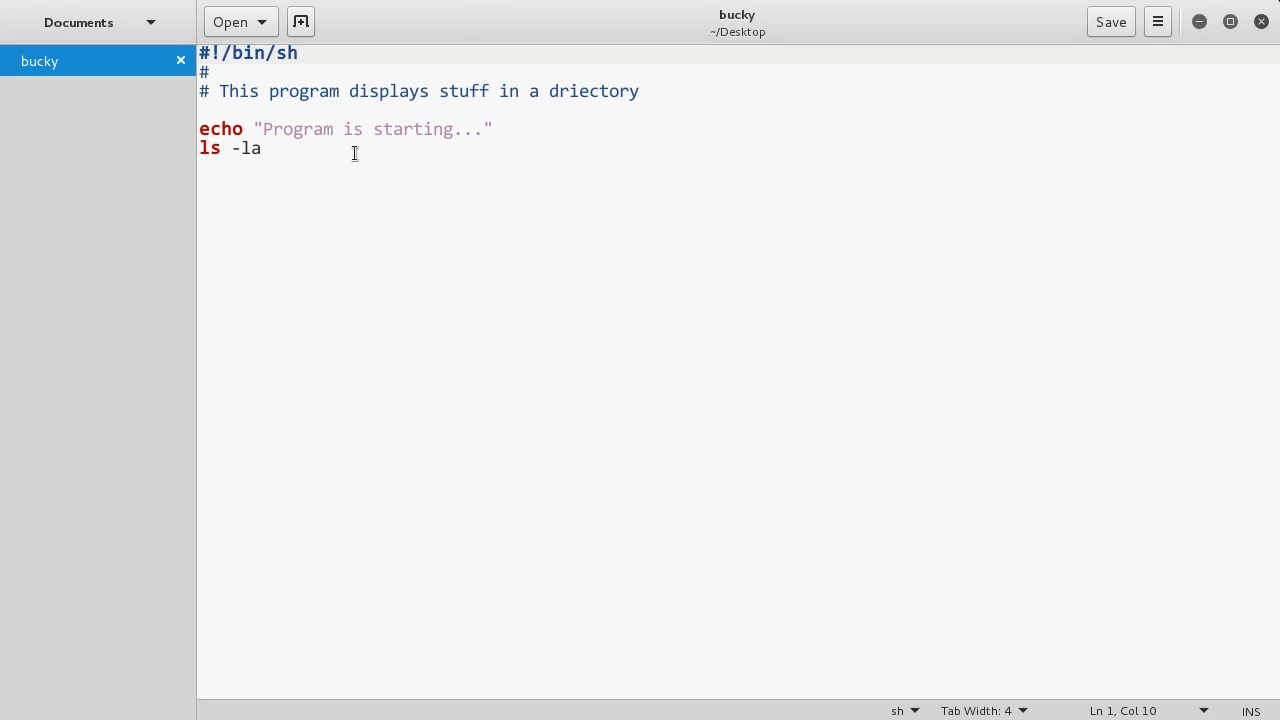 Documents
Open
bucky
~/Desktop
Save
bucky
#!/bin/sh
#
# This program displays stuff in a driectory
echo "Program is starting..."
ls -la
sh
Tab Width: 4
Ln 1, Col 10
INS